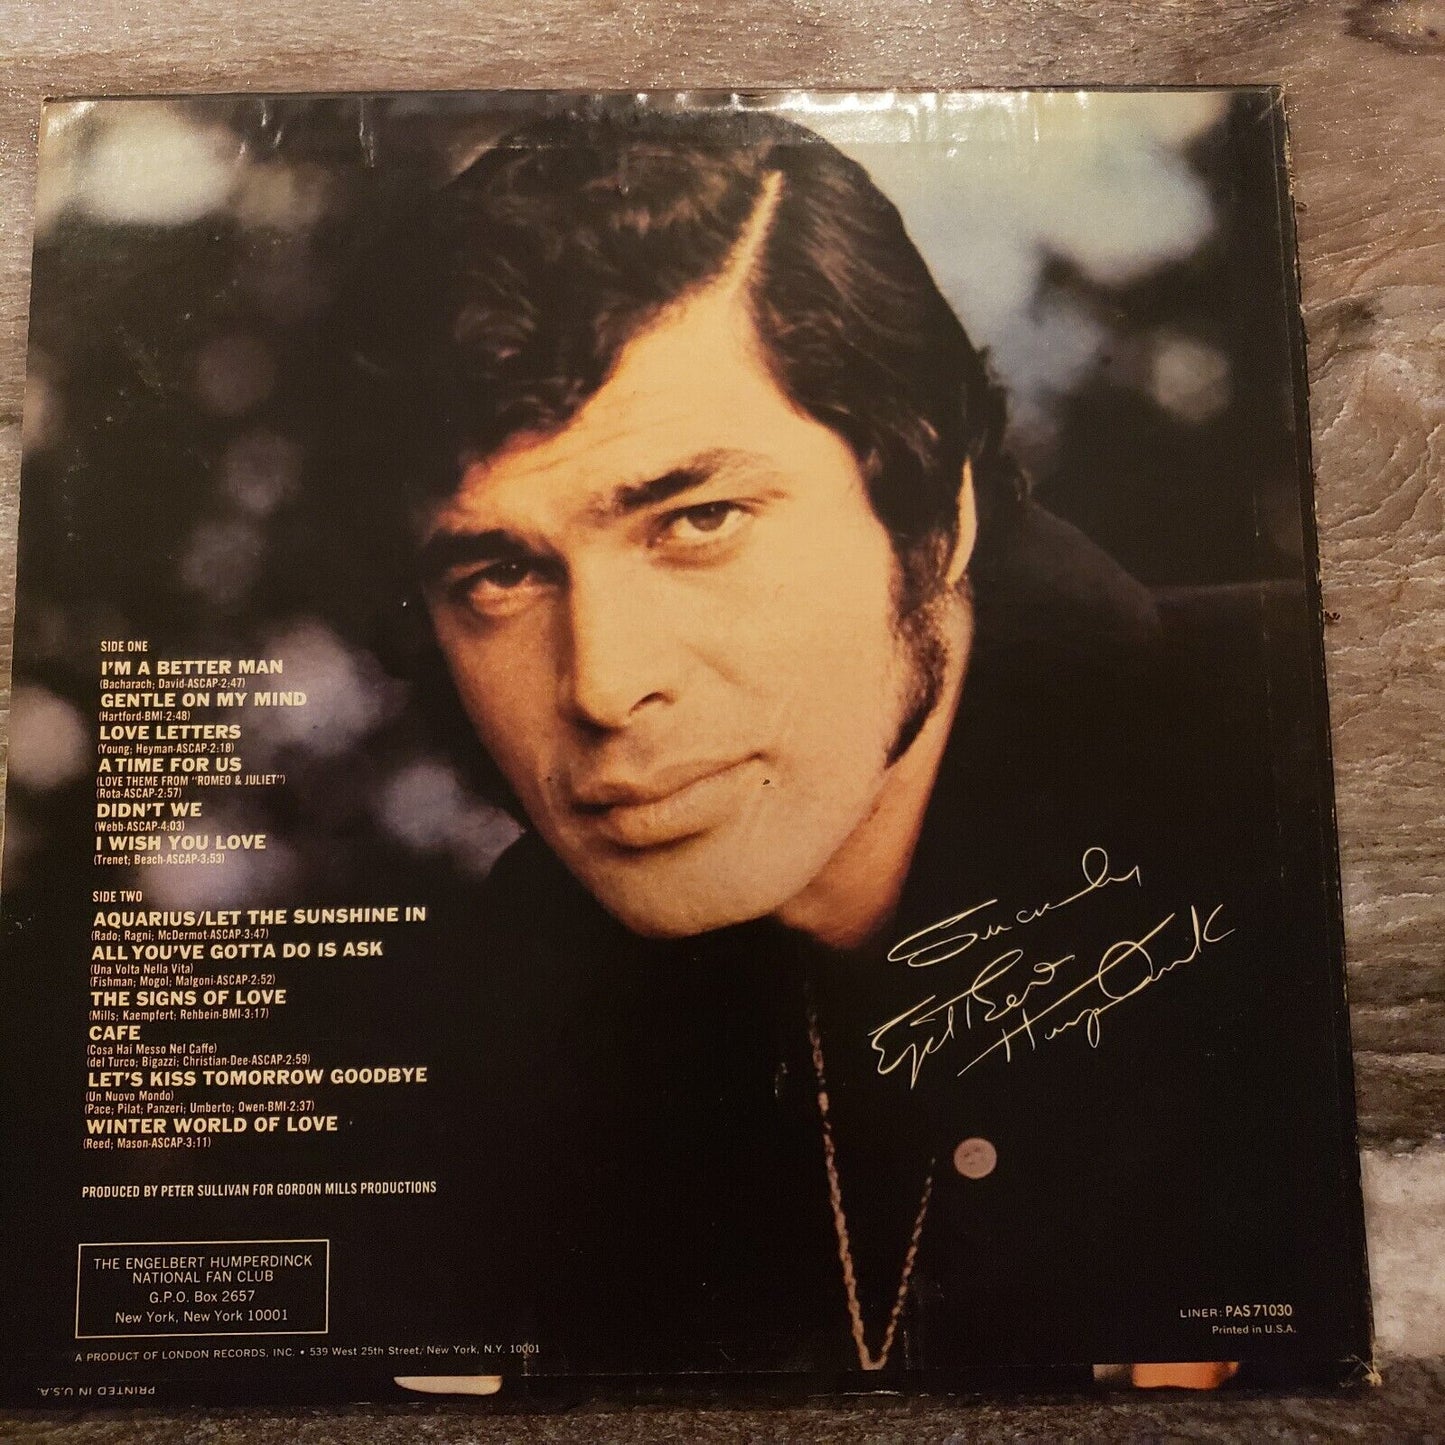 SIDE ONE
I'M A BETTER MAN
(Bacharach; David-ASCAP-2:47)
GENTLE ON MY MIND
(Hartford-BMI-2:48)
LOVE LETTERS
(Young; Heyman-ASCAP-2:18)
A TIME FOR US
(LOVE THEME FROM "ROMEO & JULIET")
(Rota-ASCAP-2:57)
DIDN'T WE
(Webb-ASCAP-4:03)
I WISH YOU LOVE
(Trenet; Beach-ASCAP-3:53)
SIDE TWO
AQUARIUS/LET THE SUNSHINE IN
(Rado; Ragni; McDermot-ASCAP-3:47)
ALL YOU'VE GOTTA DO IS ASK
(Una Volta Nella Vita)
(Fishman; Mogol; Malgoni-ASCAP-2:52)
THE SIGNS OF LOVE
(Mills; Kaempfert; Rehbein-BMI-3:17)
CAFE
(Cosa Hai Messo Nel Caffe)
(del Turco; Bigazzi; Christian-Dee-ASCAP-2:59)
LET'S KISS TOMORROW GOODBYE
(Un Nuovo Mondo)
(Pace; Pilat; Panzeri; Umberto; Owen-BMI-2:37)
WINTER WORLD OF LOVE
(Reed; Mason-ASCAP-3:11)
PRODUCED BY PETER SULLIVAN FOR GORDON MILLS PRODUCTIONS
THE ENGELBERT HUMPERDINCK
NATIONAL FAN CLUB
G.P.O. Box 2657
New York, New York 10001
A PRODUCT OF LONDON RECORDS, INC. • 539 West 25th Street, New York, N.Y. 10001
PRINTED IN U.S.A.
Sincerely
Engelbert
Humperdinck
LINER: PAS 71030
Printed in U.S.A.